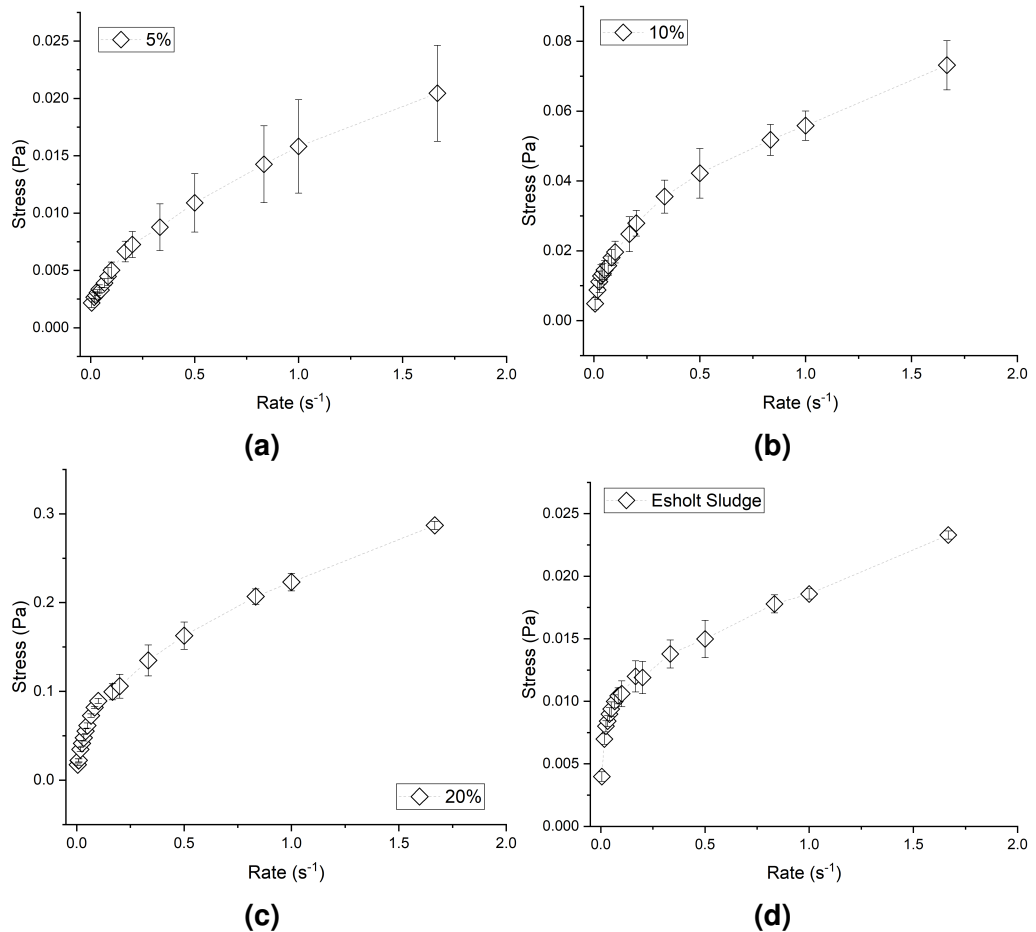 5%
0.025
0.020
0.015
0.010
0.005
0.000
Stress (Pa)
0.0 0.5 1.0 1.5 2.0
Rate (s⁻¹)
(a)
10%
0.08
0.06
0.04
0.02
0.00
Stress (Pa)
0.0 0.5 1.0 1.5 2.0
Rate (s⁻¹)
(b)
0.3
0.2
0.1
0.0
Stress (Pa)
20%
0.0 0.5 1.0 1.5 2.0
Rate (s⁻¹)
(c)
Esholt Sludge
0.025
0.020
0.015
0.010
0.005
0.000
Stress (Pa)
0.0 0.5 1.0 1.5 2.0
Rate (s⁻¹)
(d)